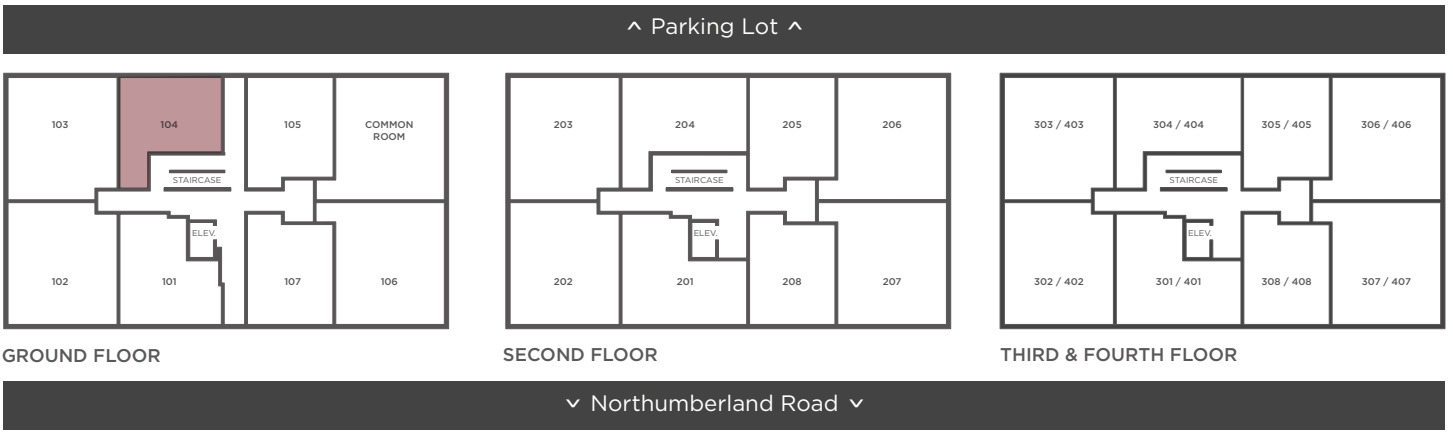 ^ Parking Lot ^
103
104
105
COMMON
ROOM
STAIRCASE
ELEV.
102
101
107
106
GROUND FLOOR
203
204
205
206
STAIRCASE
ELEV.
202
201
208
207
SECOND FLOOR
303 / 403
304 / 404
305 / 405
306 / 406
STAIRCASE
ELEV.
302 / 402
301 / 401
308 / 408
307 / 407
THIRD & FOURTH FLOOR
Northumberland Road